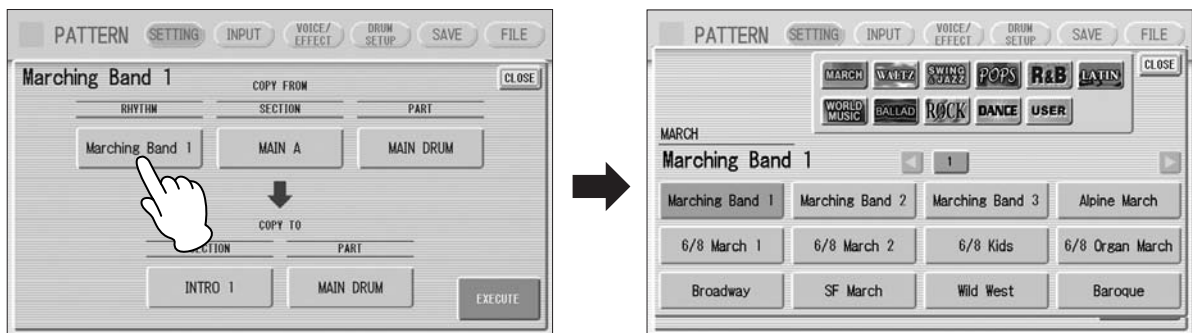 PATTERN SETTING INPUT VOICE/ EFFECT DRUM SETUP SAVE FILE
Marching Band 1 CLOSE
COPY FROM
RHYTHM SECTION PART
Marching Band 1 MAIN A MAIN DRUM
COPY TO
SECTION PART
INTRO 1 MAIN DRUM EXECUTE
PATTERN SETTING INPUT VOICE/ EFFECT DRUM SETUP SAVE FILE
MARCH WALTZ SWING & JAZZ POPS R&B LATIN CLOSE
WORLD MUSIC BALLAD ROCK DANCE USER
MARCH
Marching Band 1 1
Marching Band 1 Marching Band 2 Marching Band 3 Alpine March
6/8 March 1 6/8 March 2 6/8 Kids 6/8 Organ March
Broadway SF March Wild West Baroque